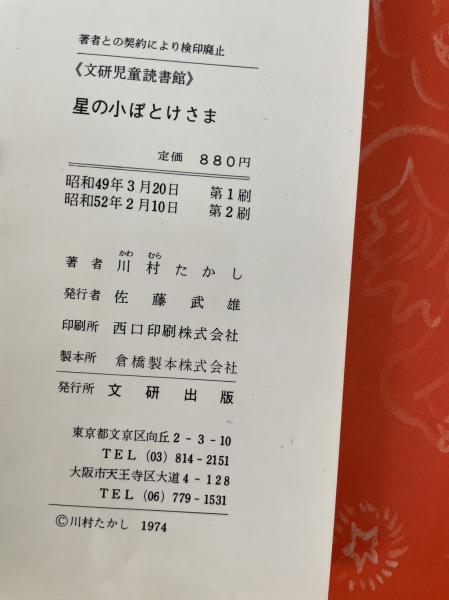 著者との契約により検印廃止
《文研児童読書館》
星の小ぼとけさま
定価 880円
昭和49年3月20日 第1刷
昭和52年2月10日 第2刷
かわ むら
著者 川村たかし
発行者 佐藤武雄
印刷所 西口印刷株式会社
製本所 倉橋製本株式会社
発行所 文研出版
東京都文京区向丘2-3-10
TEL (03) 814-2151
大阪市天王寺区大道4-128
TEL (06) 779-1531
©川村たかし 1974